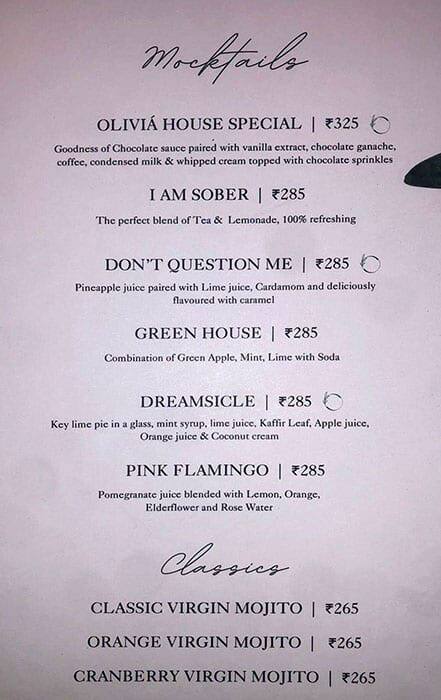 Mocktails
OLIVIÁ HOUSE SPECIAL | ₹325
Goodness of Chocolate sauce paired with vanilla extract, chocolate ganache,
coffee, condensed milk & whipped cream topped with chocolate sprinkles
I AM SOBER | ₹285
The perfect blend of Tea & Lemonade, 100% refreshing
DON'T QUESTION ME | ₹285
Pineapple juice paired with Lime juice, Cardamom and deliciously
flavoured with caramel
GREEN HOUSE | ₹285
Combination of Green Apple, Mint, Lime with Soda
DREAMSICLE | ₹285
Key lime pie in a glass, mint syrup, lime juice, Kaffir Leaf, Apple juice,
Orange juice & Coconut cream
PINK FLAMINGO | ₹285
Pomegranate juice blended with Lemon, Orange,
Elderflower and Rose Water
Classics
CLASSIC VIRGIN MOJITO | ₹265
ORANGE VIRGIN MOJITO | ₹265
CRANBERRY VIRGIN MOJITO | ₹265